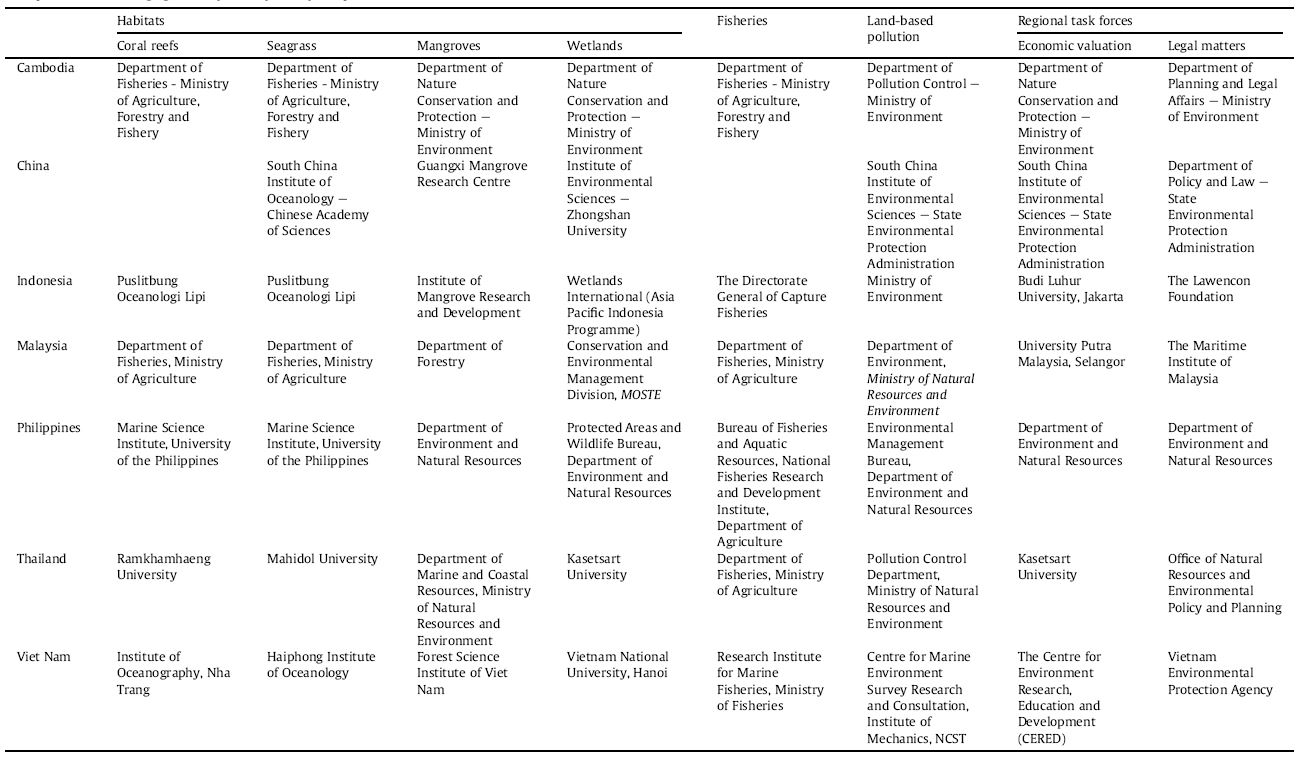 Habitats
Fisheries
Land-based
pollution
Regional task forces
Coral reefs
Seagrass
Mangroves
Wetlands
Economic valuation
Legal matters
Cambodia
Department of
Fisheries - Ministry
of Agriculture,
Forestry and
Fishery
Department of
Fisheries - Ministry
of Agriculture,
Forestry and
Fishery
Department of
Nature
Conservation and
Protection –
Ministry of
Environment
Department of
Nature
Conservation and
Protection –
Ministry of
Environment
Department of
Fisheries - Ministry
of Agriculture,
Forestry and
Fishery
Department of
Pollution Control –
Ministry of
Environment
Department of
Nature
Conservation and
Protection –
Ministry of
Environment
Department of
Planning and Legal
Affairs – Ministry
of Environment
China
South China
Institute of
Oceanology –
Chinese Academy
of Sciences
Guangxi Mangrove
Research Centre
Institute of
Environmental
Sciences –
Zhongshan
University
South China
Institute of
Environmental
Sciences – State
Environmental
Protection
Administration
South China
Institute of
Environmental
Sciences – State
Environmental
Protection
Administration
Department of
Policy and Law –
State
Environmental
Protection
Administration
Indonesia
Puslitbung
Oceanologi Lipi
Puslitbung
Oceanologi Lipi
Institute of
Mangrove Research
and Development
Wetlands
International (Asia
Pacific Indonesia
Programme)
The Directorate
General of Capture
Fisheries
Ministry of
Environment
Budi Luhur
University, Jakarta
The Lawencon
Foundation
Malaysia
Department of
Fisheries, Ministry
of Agriculture
Department of
Fisheries, Ministry
of Agriculture
Department of
Forestry
Conservation and
Environmental
Management
Division, MOSTE
Department of
Fisheries, Ministry
of Agriculture
Department of
Environment,
Ministry of Natural
Resources and
Environment
University Putra
Malaysia, Selangor
The Maritime
Institute of
Malaysia
Philippines
Marine Science
Institute, University
of the Philippines
Marine Science
Institute, University
of the Philippines
Department of
Environment and
Natural Resources
Protected Areas and
Wildlife Bureau,
Department of
Environment and
Natural Resources
Bureau of Fisheries
and Aquatic
Resources, National
Fisheries Research
and Development
Institute,
Department of
Agriculture
Environmental
Management
Bureau,
Department of
Environment and
Natural Resources
Department of
Environment and
Natural Resources
Department of
Environment and
Natural Resources
Thailand
Ramkhamhaeng
University
Mahidol University
Department of
Marine and Coastal
Resources, Ministry
of Natural
Resources and
Environment
Kasetsart
University
Department of
Fisheries, Ministry
of Agriculture
Pollution Control
Department,
Ministry of Natural
Resources and
Environment
Kasetsart
University
Office of Natural
Resources and
Environmental
Policy and Planning
Viet Nam
Institute of
Oceanography, Nha
Trang
Haiphong Institute
of Oceanology
Forest Science
Institute of Viet
Nam
Vietnam National
University, Hanoi
Research Institute
for Marine
Fisheries, Ministry
of Fisheries
Centre for Marine
Environment
Survey Research
and Consultation,
Institute of
Mechanics, NCST
The Centre for
Environment
Research,
Education and
Development
(CERED)
Vietnam
Environmental
Protection Agency